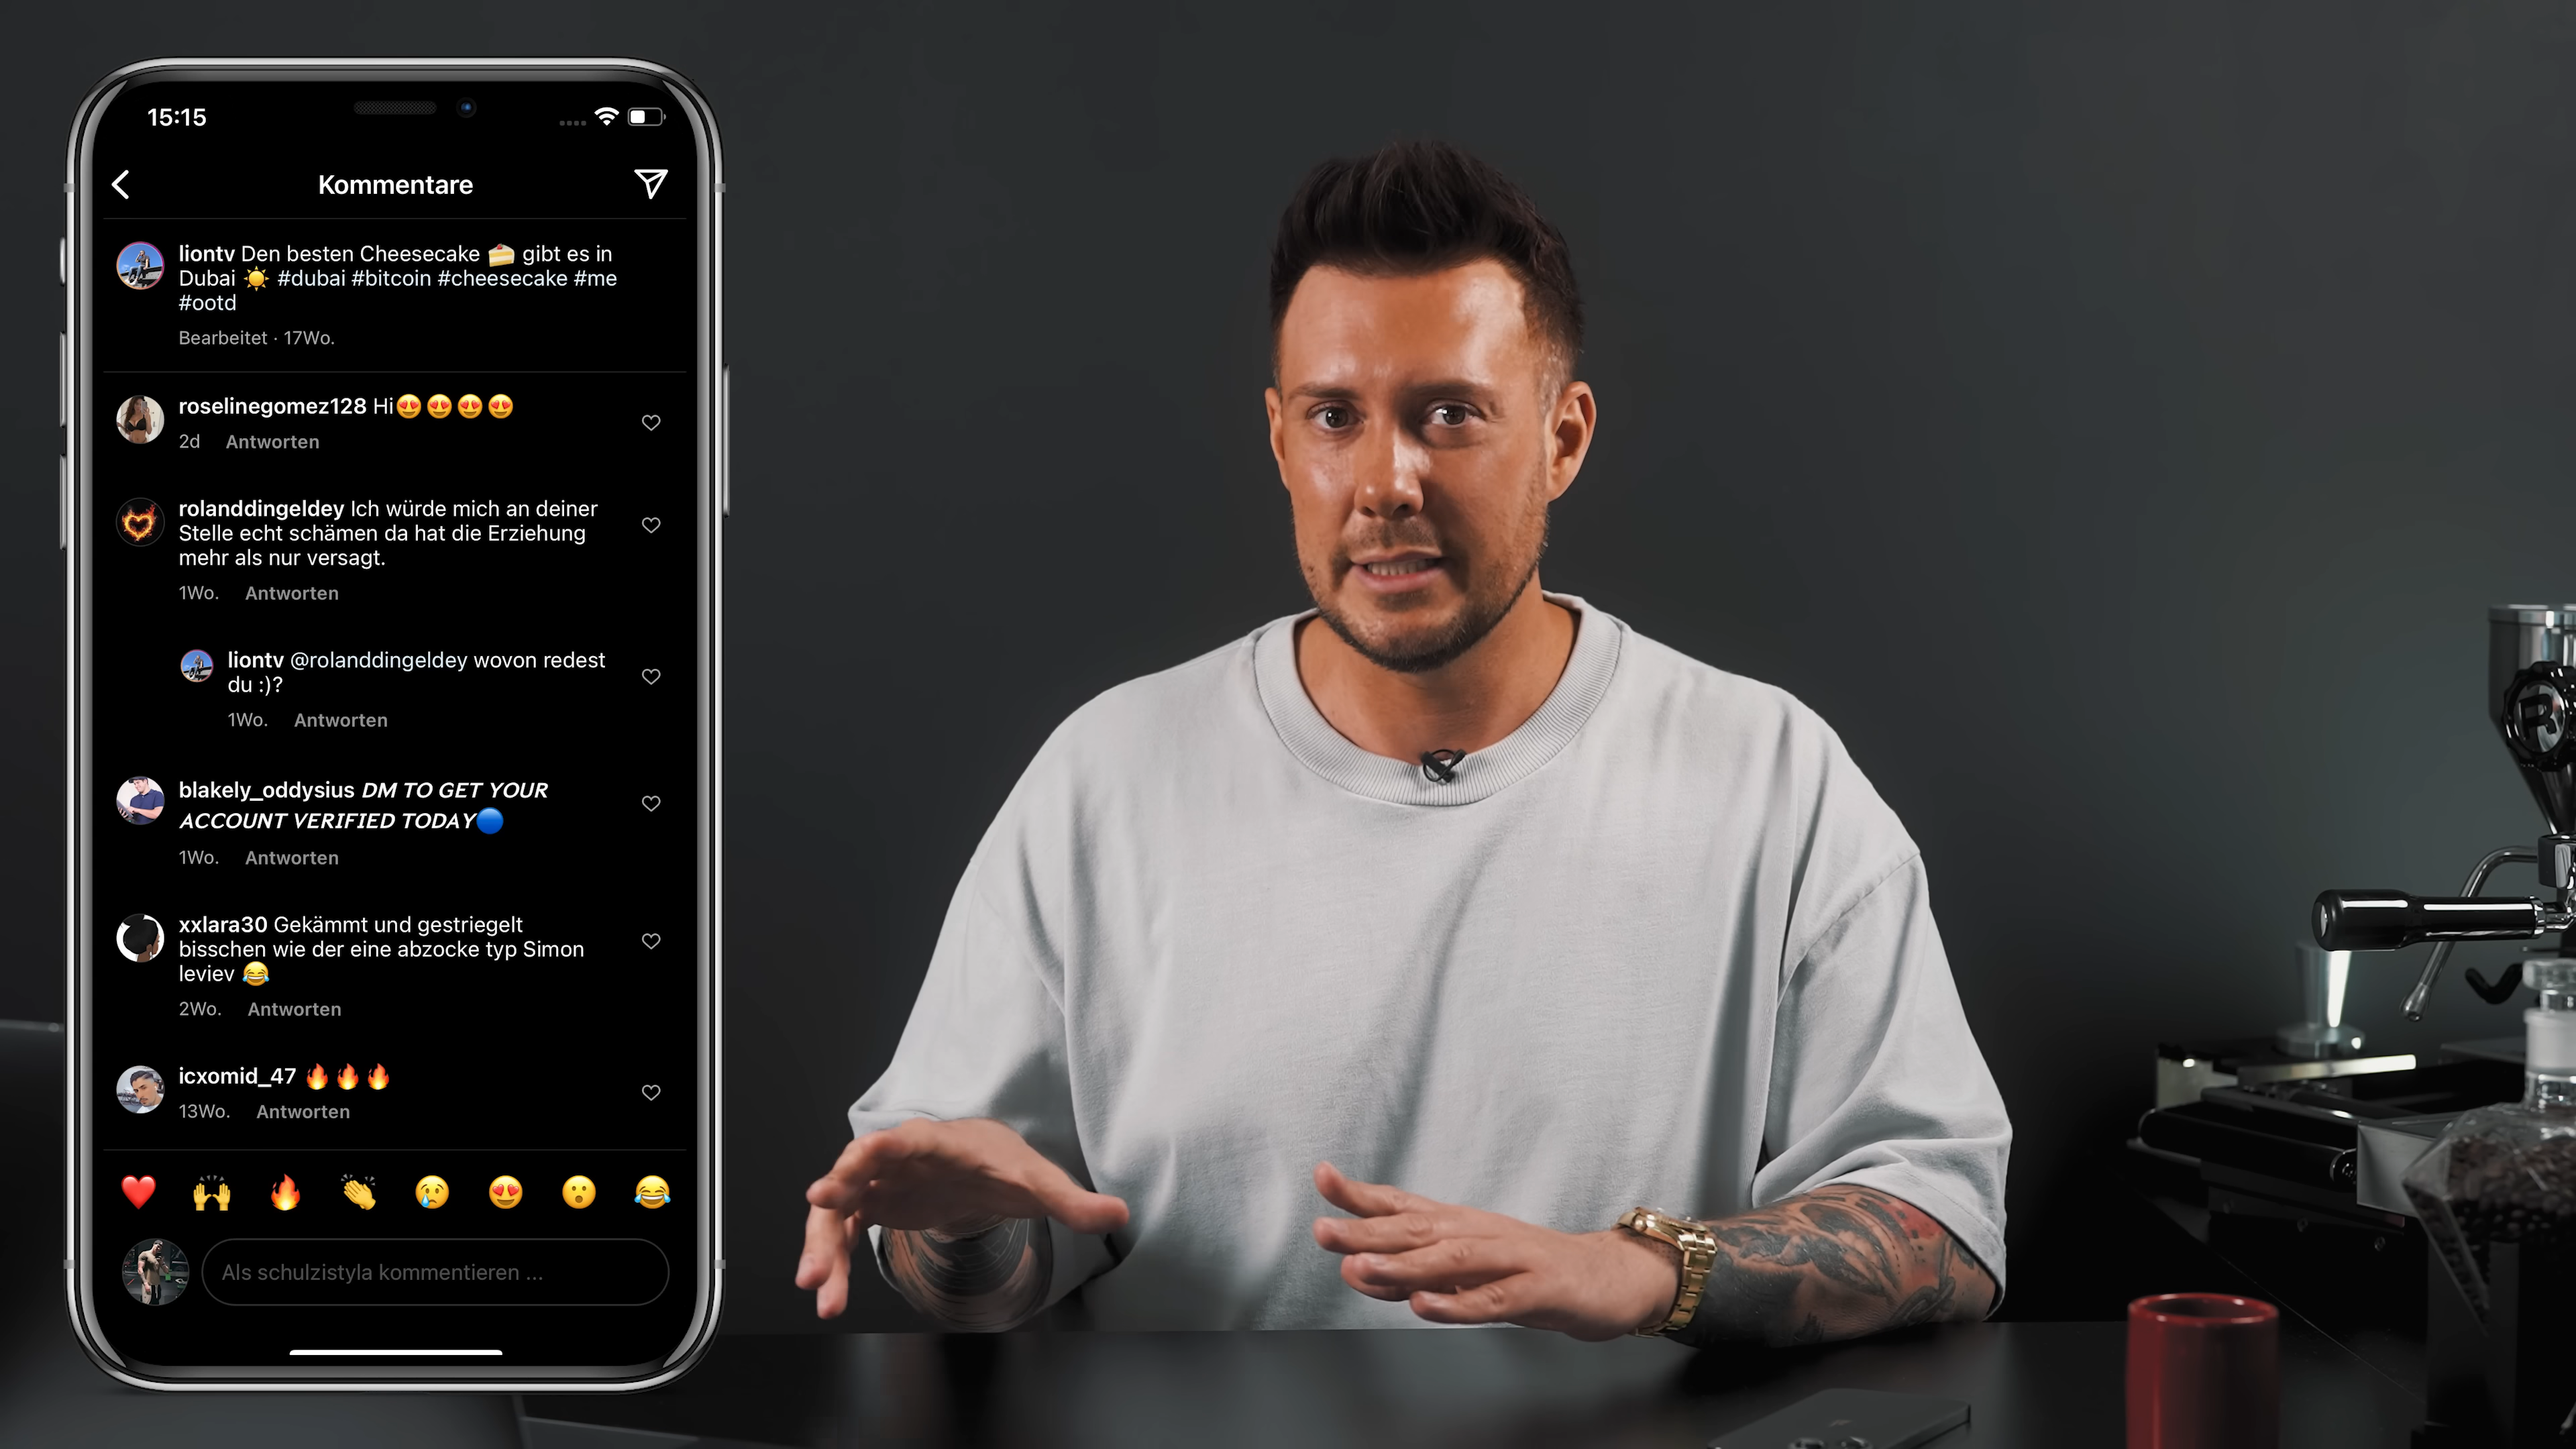 15:15
Kommentare
liontv Den besten Cheesecake 🍰 gibt es in
Dubai ☀️ #dubai #bitcoin #cheesecake #me
#ootd
Bearbeitet · 17Wo.
roselinegomez128 Hi😍😍😍😍
2d Antworten
rolanddingeldey Ich würde mich an deiner
Stelle echt schämen da hat die Erziehung
mehr als nur versagt.
1Wo. Antworten
liontv @rolanddingeldey wovon redest
du :)?
1Wo. Antworten
blakely_oddysius DM TO GET YOUR
ACCOUNT VERIFIED TODAY🔵
1Wo. Antworten
xxlara30 Gekämmt und gestriegelt
bisschen wie der eine abzocke typ Simon
leviev 😂
2Wo. Antworten
icxomid_47 🔥🔥🔥
13Wo. Antworten
❤️ 🙌 🔥 👏 😢 😍 😮 😂
Als schulzistyla kommentieren ...
R